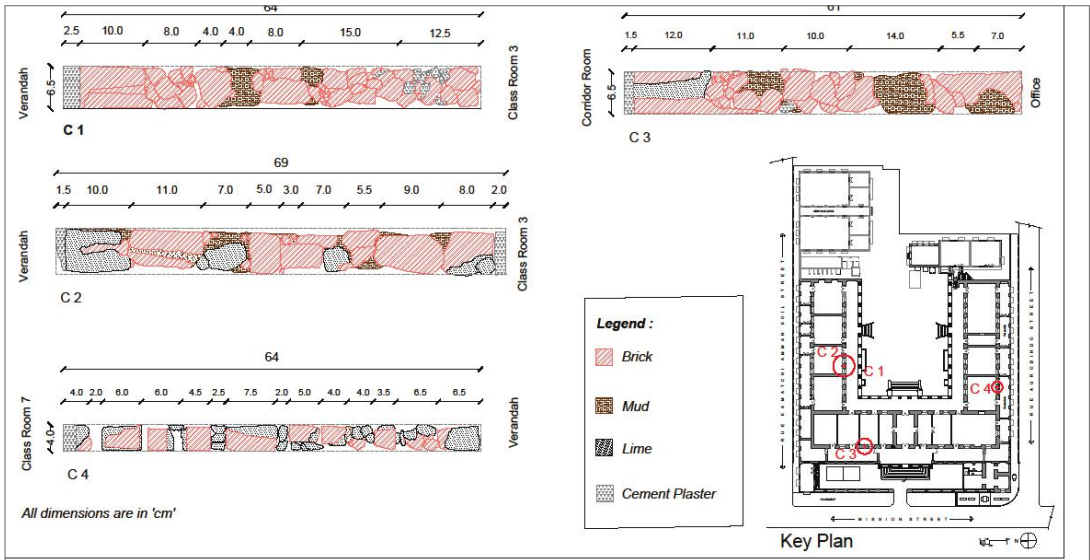 64
2.5 10.0 8.0 4.0 4.0 8.0 15.0 12.5
Verandah
6.5
Class Room 3
C 1
61
1.5 12.0 11.0 10.0 14.0 5.5 7.0
Corridor Room
6.5
Office
C 3
69
1.5 10.0 11.0 7.0 5.0 3.0 7.0 5.5 9.0 8.0 2.0
Verandah
Class Room 3
C 2
64
4.0 2.0 6.0 6.0 4.5 2.5 7.5 2.0 5.0 4.0 3.5 6.5 6.5
Class Room 7
4.0
Verandah
C 4
All dimensions are in 'cm'
Legend :
Brick
Mud
Lime
Cement Plaster
RUE KAMATCHI AMMAN KOIL STREET
RUE AUROBINDO STREET
C 2
C 1
C 4
C 3
MISSION STREET
Key Plan
N